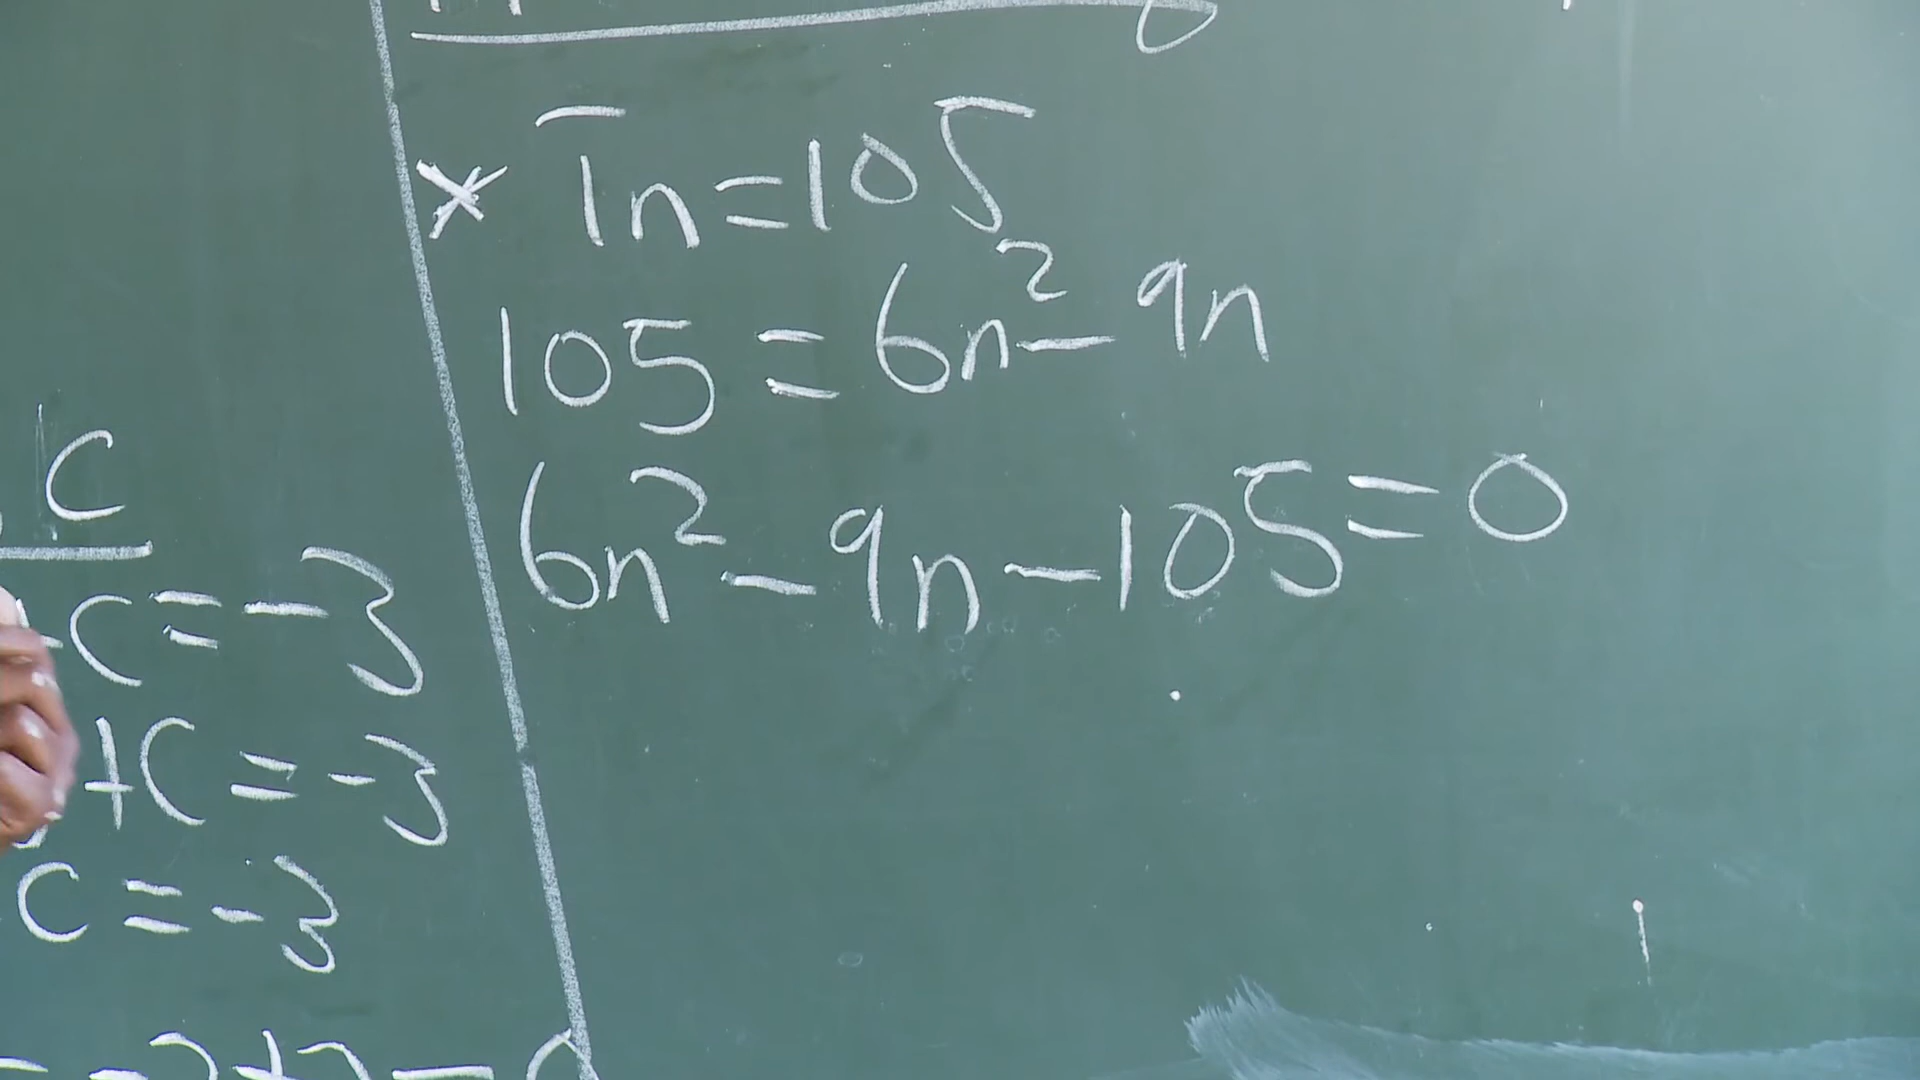 C
+C = -3
+C = -3
C = -3
× Tn = 105
105 = 6n² - 9n
6n² - 9n - 105 = 0